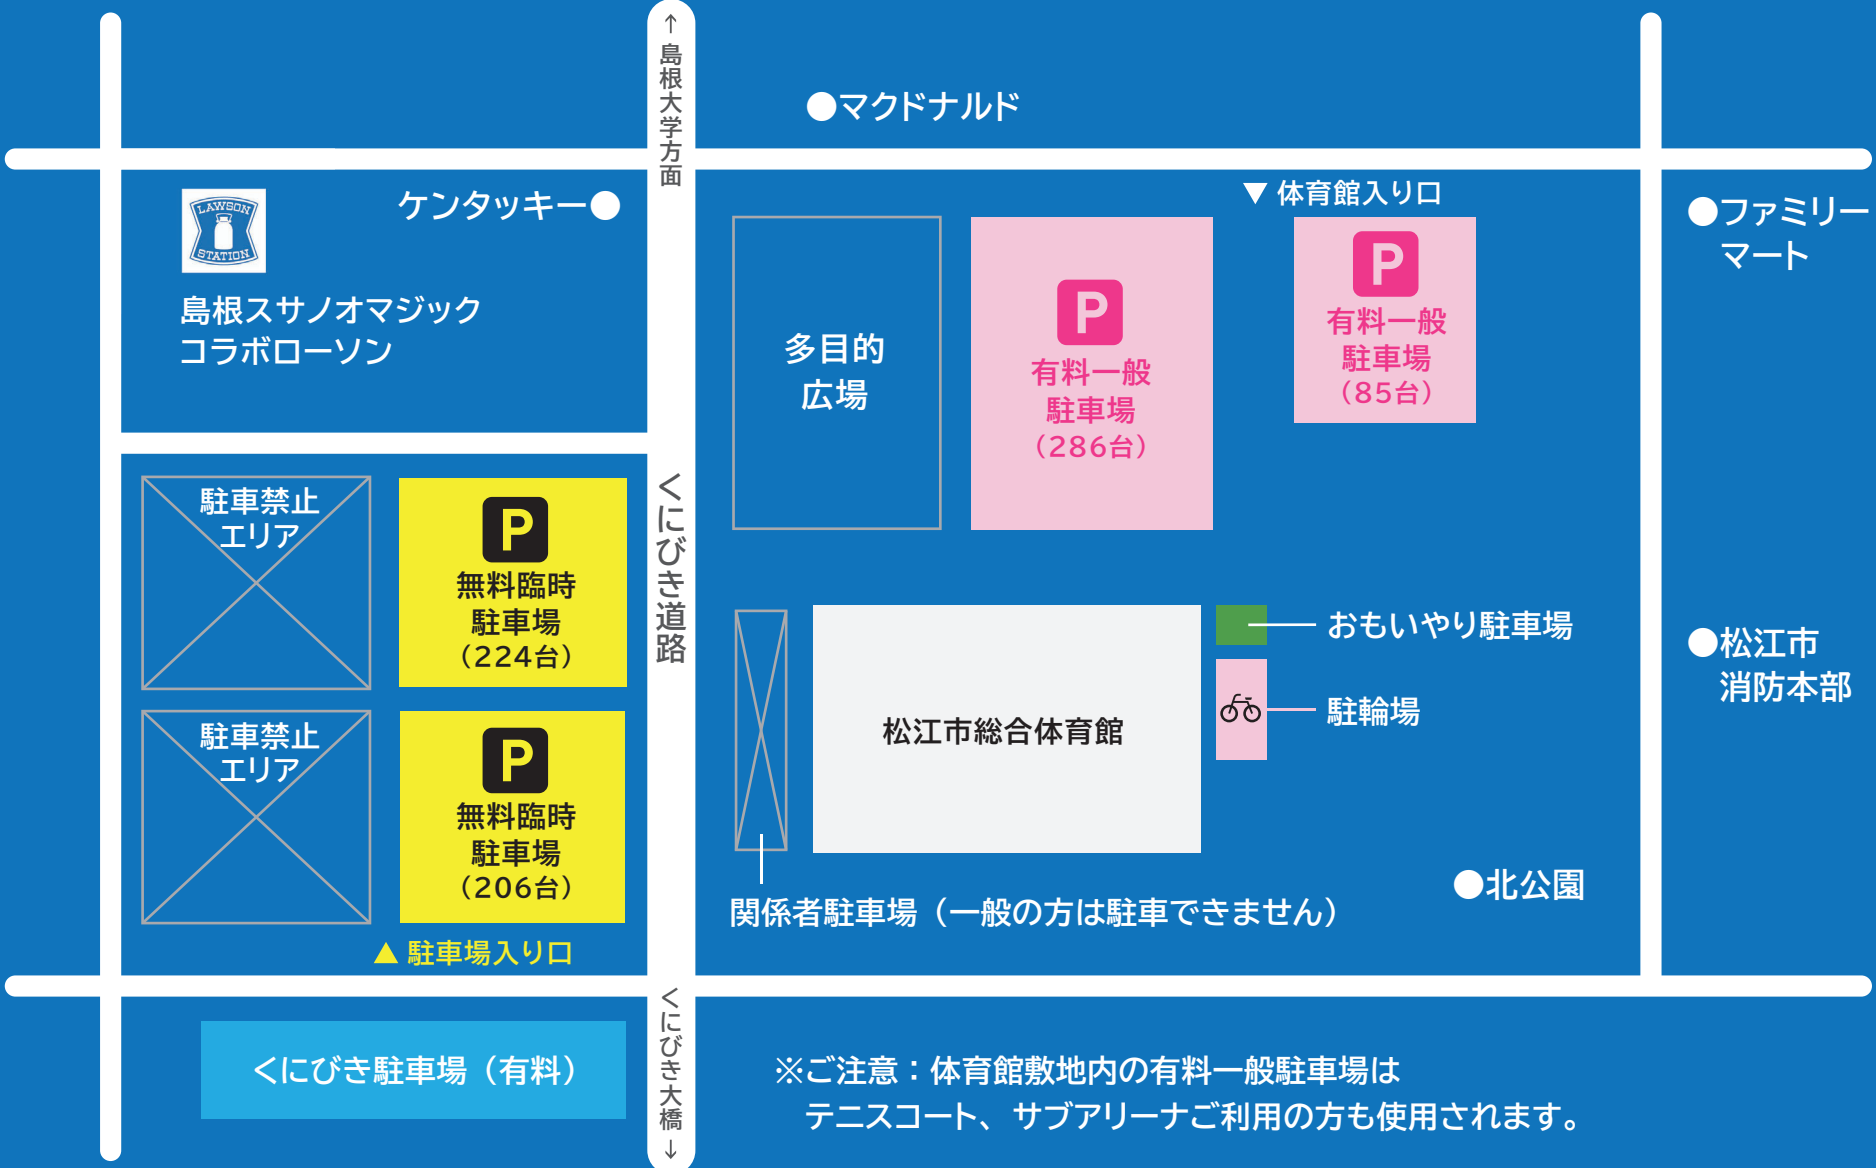 ↑島根大学方面
●マクドナルド
ケンタッキー●
LAWSON
STATION
島根スサノオマジック
コラボローソン
▼ 体育館入り口
●ファミリー
マート
多目的
広場
P
有料一般
駐車場
（286台）
P
有料一般
駐車場
（85台）
駐車禁止
エリア
P
無料臨時
駐車場
（224台）
くにびき道路
おもいやり駐車場
駐輪場
●松江市
消防本部
松江市総合体育館
駐車禁止
エリア
P
無料臨時
駐車場
（206台）
▲ 駐車場入り口
関係者駐車場（一般の方は駐車できません）
●北公園
くにびき駐車場（有料）
くにびき大橋↓
※ご注意：体育館敷地内の有料一般駐車場は
テニスコート、サブアリーナご利用の方も使用されます。